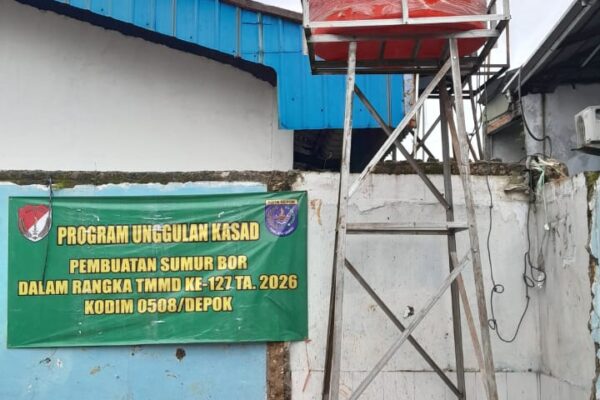 PROGRAM UNGGULAN KASAD
PEMBUATAN SUMUR BOR
DALAM RANGKA TMMD KE-127 TA. 2026
KODIM 0508/DEPOK